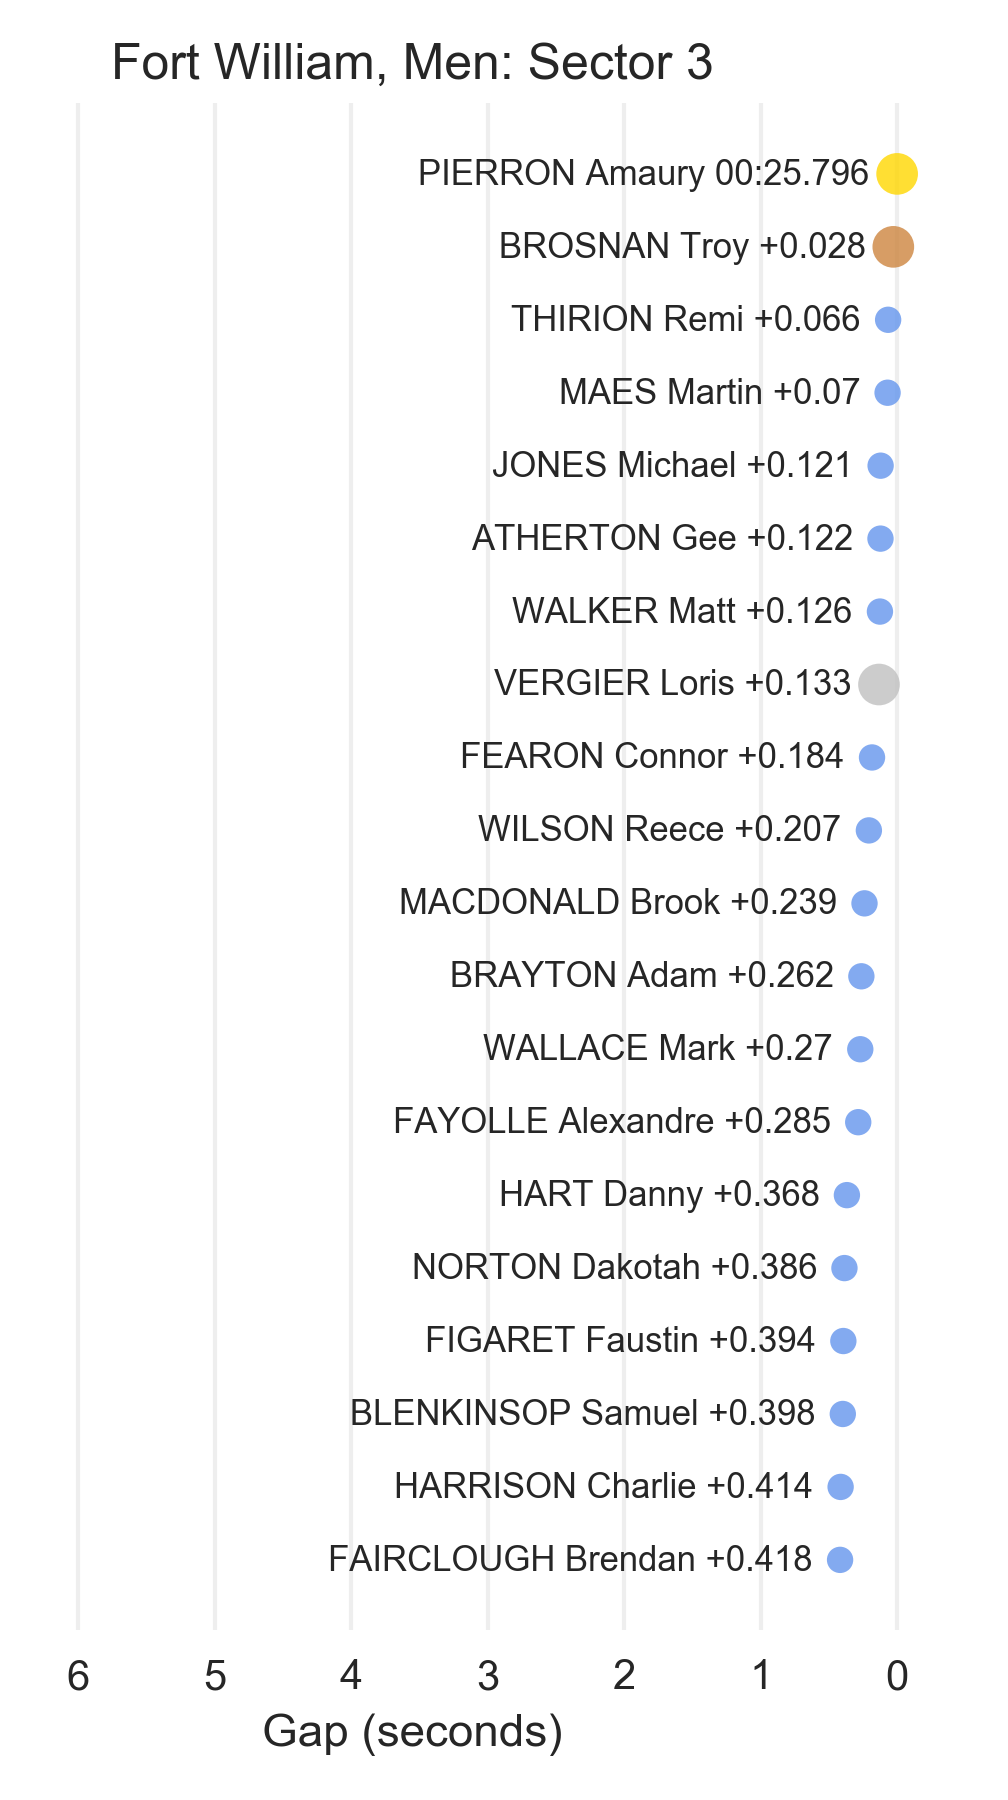 Fort William, Men: Sector 3
PIERRON Amaury 00:25.796
BROSNAN Troy +0.028
THIRION Remi +0.066
MAES Martin +0.07
JONES Michael +0.121
ATHERTON Gee +0.122
WALKER Matt +0.126
VERGIER Loris +0.133
FEARON Connor +0.184
WILSON Reece +0.207
MACDONALD Brook +0.239
BRAYTON Adam +0.262
WALLACE Mark +0.27
FAYOLLE Alexandre +0.285
HART Danny +0.368
NORTON Dakotah +0.386
FIGARET Faustin +0.394
BLENKINSOP Samuel +0.398
HARRISON Charlie +0.414
FAIRCLOUGH Brendan +0.418
6 5 4 3 2 1 0
Gap (seconds)